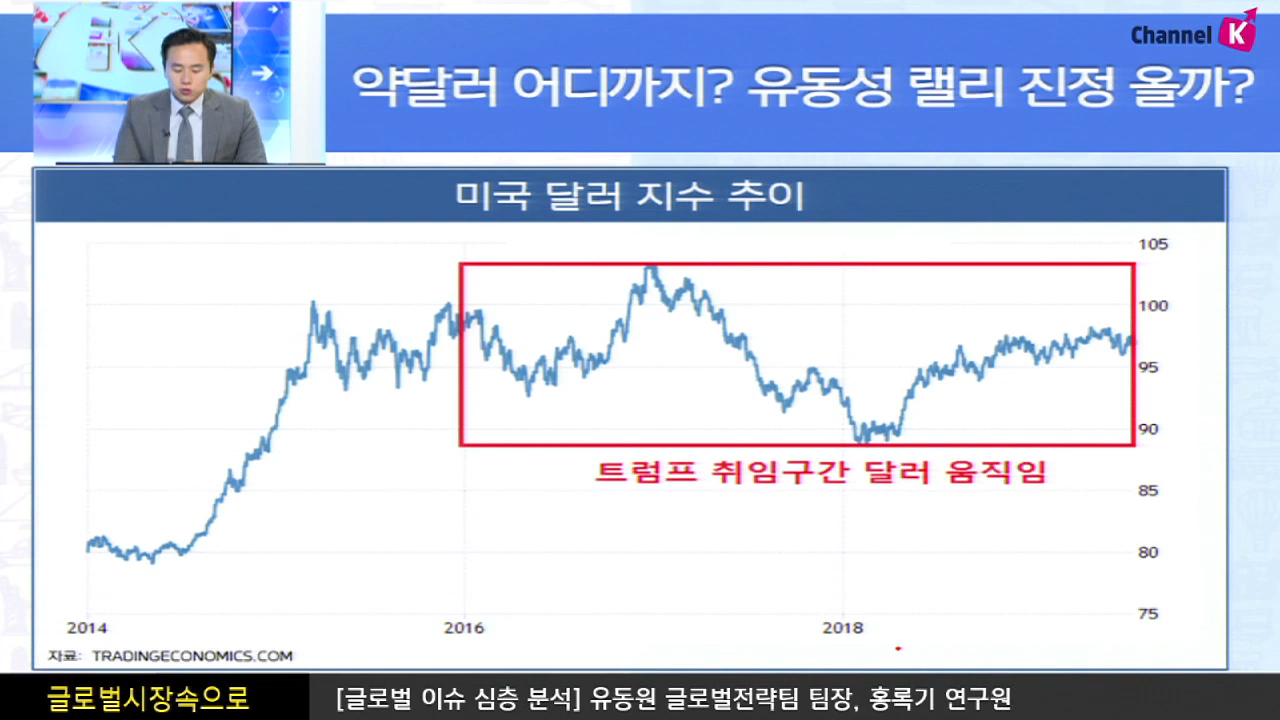 Channel K
약달러 어디까지? 유동성 랠리 진정 올까?
미국 달러 지수 추이
105
100
95
90
트럼프 취임구간 달러 움직임
85
80
75
2014 2016 2018
자료: TRADINGECONOMICS.COM
글로벌시장속으로
[글로벌 이슈 심층 분석] 유동원 글로벌전략팀 팀장, 홍록기 연구원